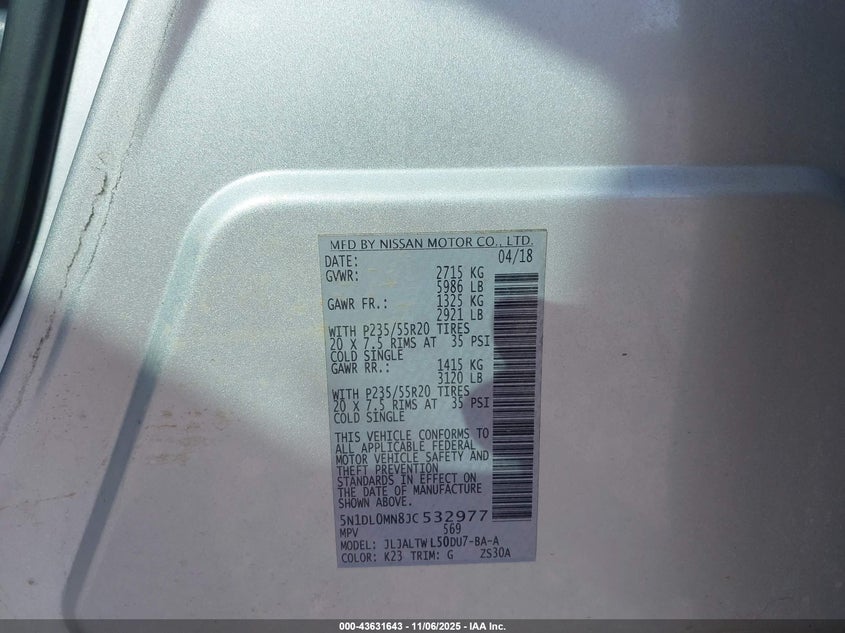 MFD BY NISSAN MOTOR CO., LTD.
DATE: 04/18
GVWR: 2715 KG
5986 LB
GAWR FR.: 1325 KG
2921 LB
WITH P235/55R20 TIRES
20 X 7.5 RIMS AT 35 PSI
COLD SINGLE
GAWR RR.: 1415 KG
3120 LB
WITH P235/55R20 TIRES
20 X 7.5 RIMS AT 35 PSI
COLD SINGLE
THIS VEHICLE CONFORMS TO
ALL APPLICABLE FEDERAL
MOTOR VEHICLE SAFETY AND
THEFT PREVENTION
STANDARDS IN EFFECT ON
THE DATE OF MANUFACTURE
SHOWN ABOVE.
5N1DL0MN8JC532977
MPV 569
MODEL: JLJALTWL50DU7-BA-A
COLOR: K23 TRIM: G ZS30A
000-43631643 - 11/06/2025 - IAA Inc.